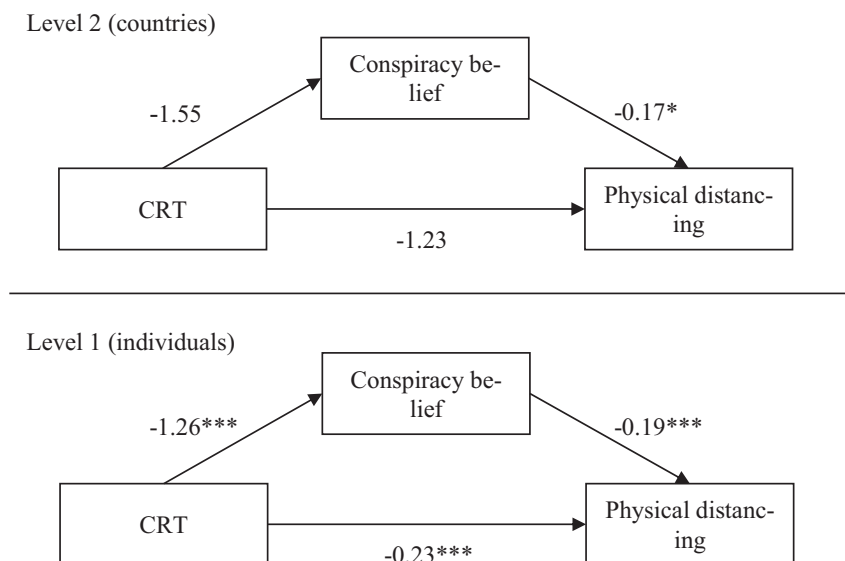 Level 2 (countries)
Conspiracy be-
lief
-1.55
-0.17*
CRT
Physical distanc-
ing
-1.23
Level 1 (individuals)
Conspiracy be-
lief
-1.26***
-0.19***
CRT
Physical distanc-
ing
-0.23***